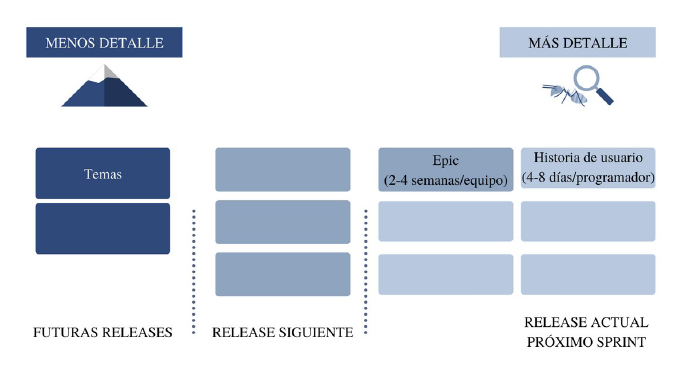 MENOS DETALLE
MÁS DETALLE
Temas
Epic
(2-4 semanas/equipo)
Historia de usuario
(4-8 días/programador)
FUTURAS RELEASES
RELEASE SIGUIENTE
RELEASE ACTUAL
PRÓXIMO SPRINT